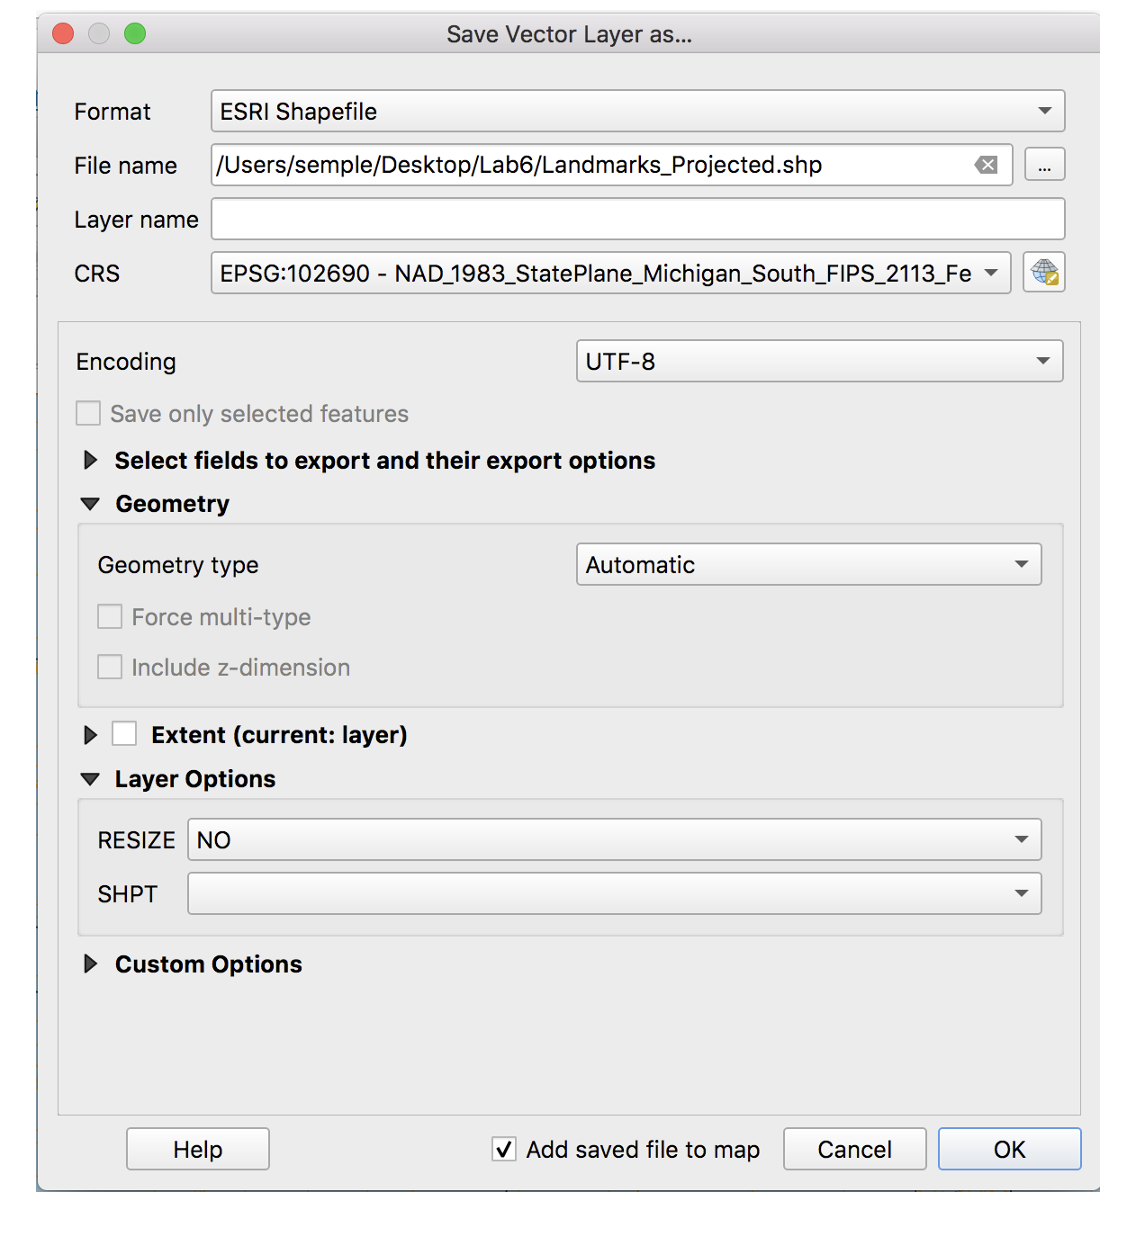 Save Vector Layer as...
Format ESRI Shapefile
File name /Users/semple/Desktop/Lab6/Landmarks_Projected.shp ...
Layer name
CRS EPSG:102690 - NAD_1983_StatePlane_Michigan_South_FIPS_2113_Fe
Encoding UTF-8
Save only selected features
Select fields to export and their export options
Geometry
Geometry type Automatic
Force multi-type
Include z-dimension
Extent (current: layer)
Layer Options
RESIZE NO
SHPT
Custom Options
Help Add saved file to map Cancel OK